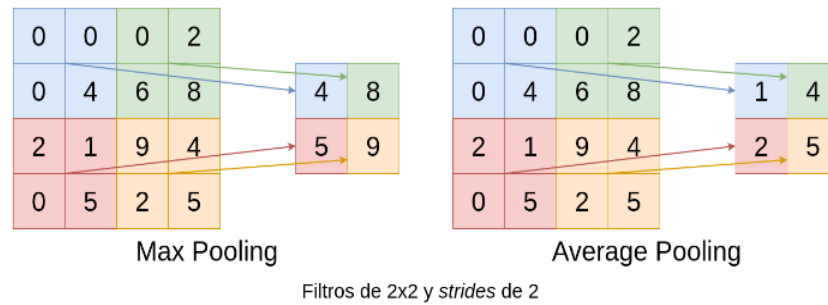 0 0 0 2
0 4 6 8
2 1 9 4
0 5 2 5
4 8
5 9
Max Pooling
0 0 0 2
0 4 6 8
2 1 9 4
0 5 2 5
1 4
2 5
Average Pooling
Filtros de 2x2 y strides de 2